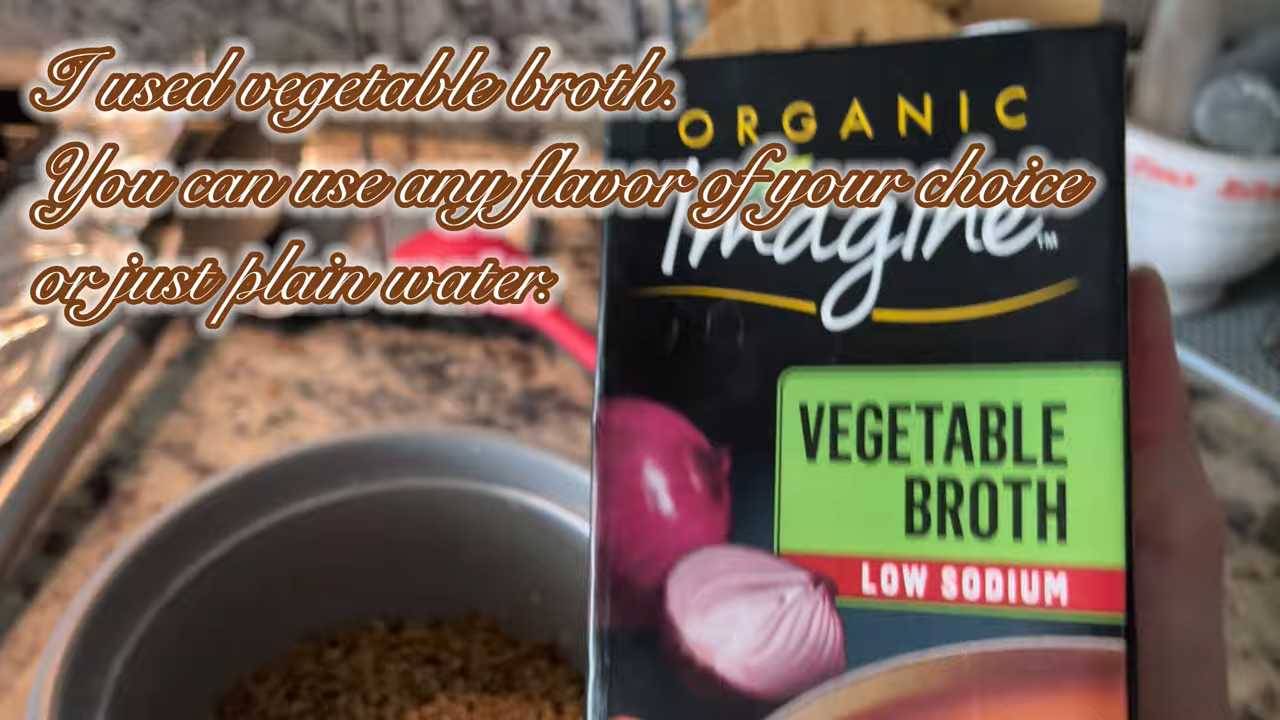 I used vegetable broth.
You can use any flavor of your choice
or just plain water.
ORGANIC
Imagine™
VEGETABLE
BROTH
LOW SODIUM